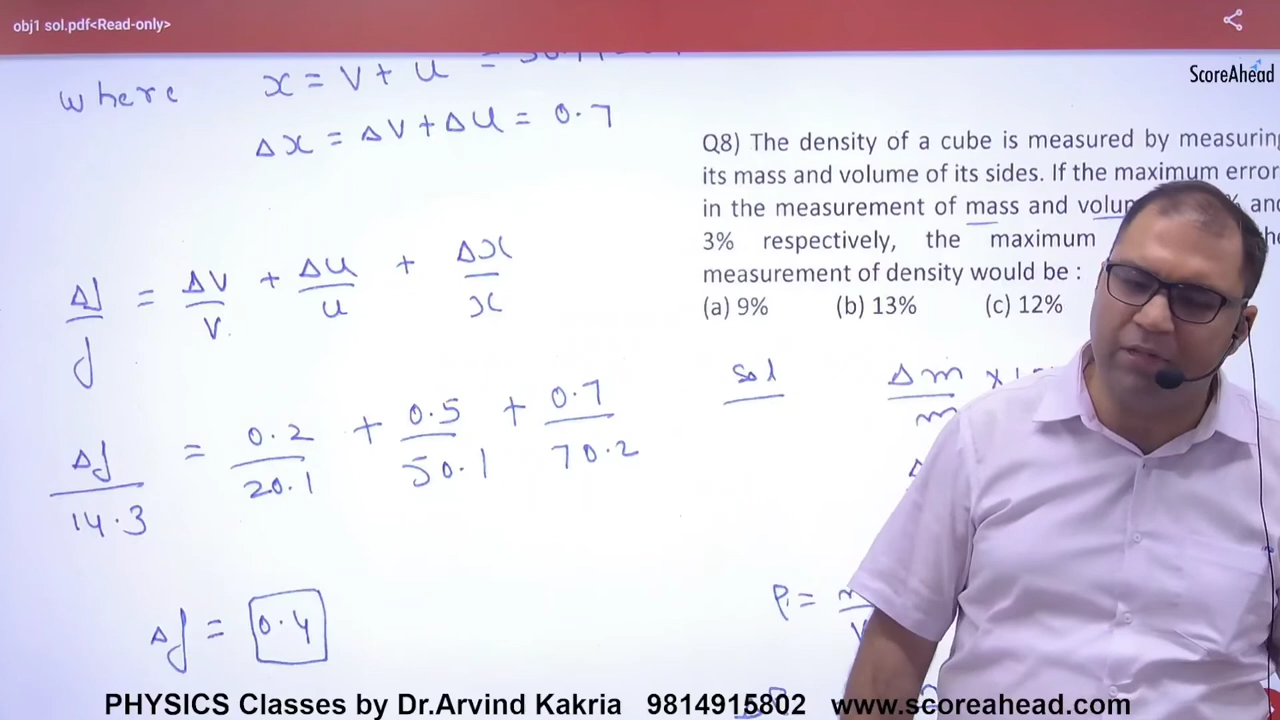 obj1 sol.pdf<Read-only>
ScoreAhead
where x = V + u =
Δx = ΔV + Δu = 0.7
Δf/f = ΔV/V + Δu/u + Δx/x
Δf/14.3 = 0.2/20.1 + 0.5/50.1 + 0.7/70.2
Δf = 0.4
Q8) The density of a cube is measured by measuring
its mass and volume of its sides. If the maximum error
in the measurement of mass and % and
3% respectively, the maximum
measurement of density would be :
(a) 9% (b) 13% (c) 12%
Sol Δm/m ×
ρ =
PHYSICS Classes by Dr.Arvind Kakria 9814915802 www.scoreahead.com